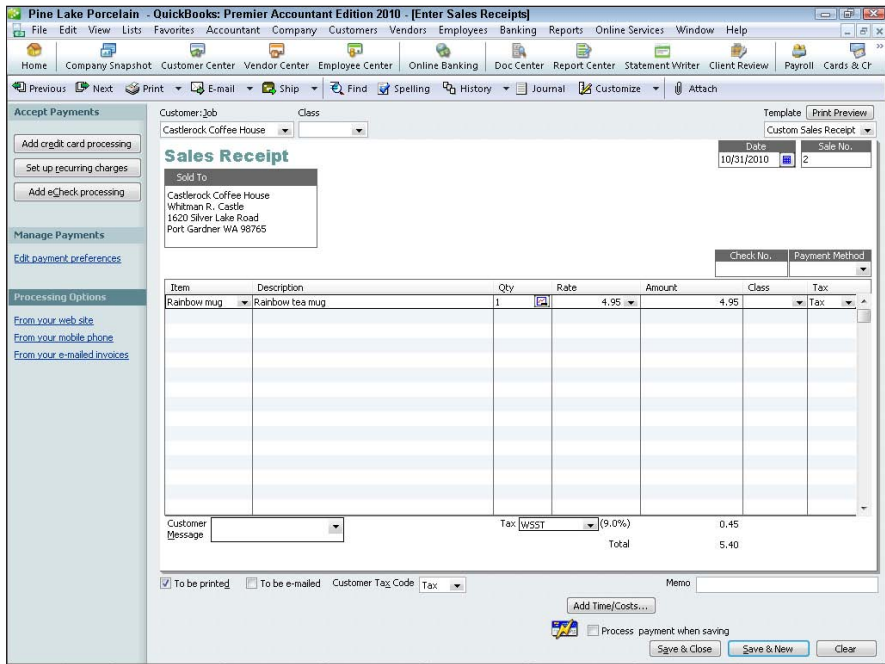 Pine Lake Porcelain - QuickBooks: Premier Accountant Edition 2010 - [Enter Sales Receipts]
File Edit View Lists Favorites Accountant Company Customers Vendors Employees Banking Reports Online Services Window Help
Home Company Snapshot Customer Center Vendor Center Employee Center Online Banking Doc Center Report Center Statement Writer Client Review Payroll Cards & Ch
Previous Next Print E-mail Ship Find Spelling History Journal Customize Attach
Accept Payments
Add credit card processing
Set up recurring charges
Add eCheck processing
Manage Payments
Edit payment preferences
Processing Options
From your web site
From your mobile phone
From your e-mailed invoices
Customer:Job Class Template Print Preview
Castlerock Coffee House Custom Sales Receipt
Sales Receipt
Date Sale No.
10/31/2010 2
Sold To
Castlerock Coffee House
Whitman R. Castle
1620 Silver Lake Road
Port Gardner WA 98765
Check No. Payment Method
Item Description Qty Rate Amount Class Tax
Rainbow mug Rainbow tea mug 1 4.95 4.95 Tax
Customer Message
Tax WSST (9.0%) 0.45
Total 5.40
To be printed To be e-mailed Customer Tax Code Tax Memo
Add Time/Costs...
Process payment when saving
Save & Close Save & New Clear